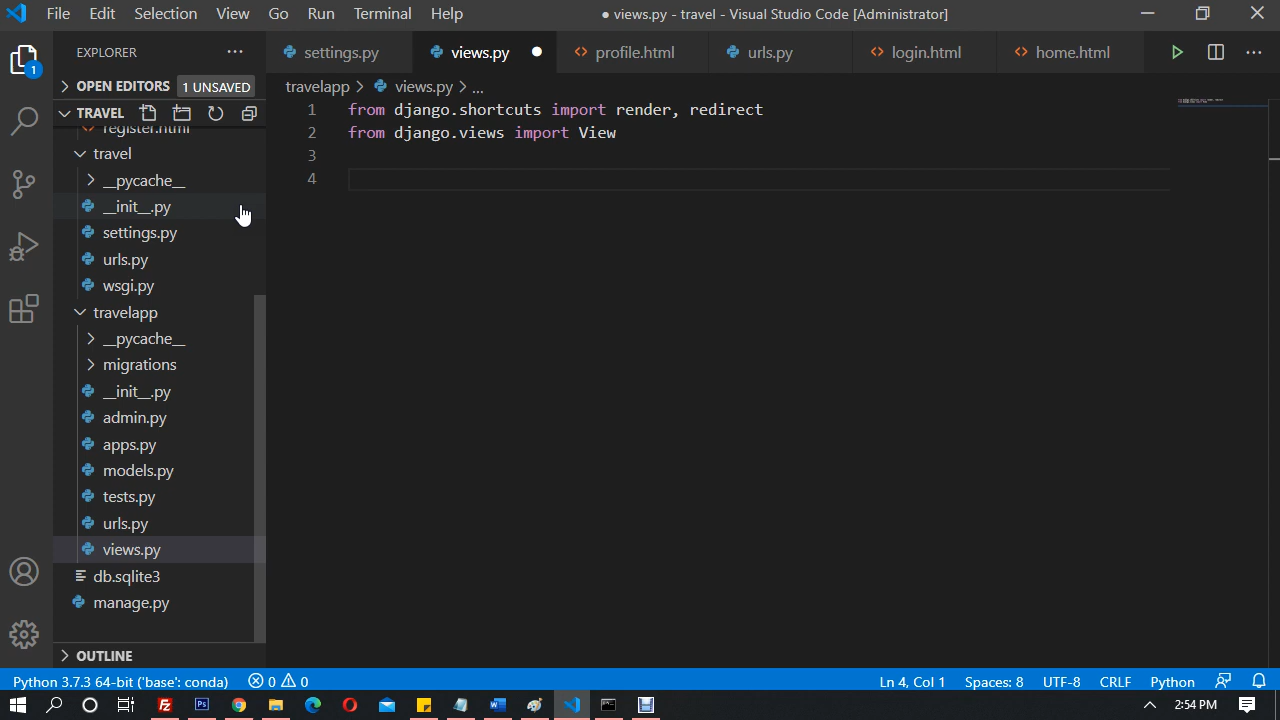 File Edit Selection View Go Run Terminal Help
● views.py - travel - Visual Studio Code [Administrator]
EXPLORER
settings.py
views.py
profile.html
urls.py
login.html
home.html
1
OPEN EDITORS 1 UNSAVED
travelapp > views.py > ...
TRAVEL
register.html
travel
__pycache__
__init__.py
settings.py
urls.py
wsgi.py
travelapp
__pycache__
migrations
__init__.py
admin.py
apps.py
models.py
tests.py
urls.py
views.py
db.sqlite3
manage.py
OUTLINE
1 from django.shortcuts import render, redirect
2 from django.views import View
3
4
Python 3.7.3 64-bit ('base': conda) 0 0
Ln 4, Col 1 Spaces: 8 UTF-8 CRLF Python
2:54 PM